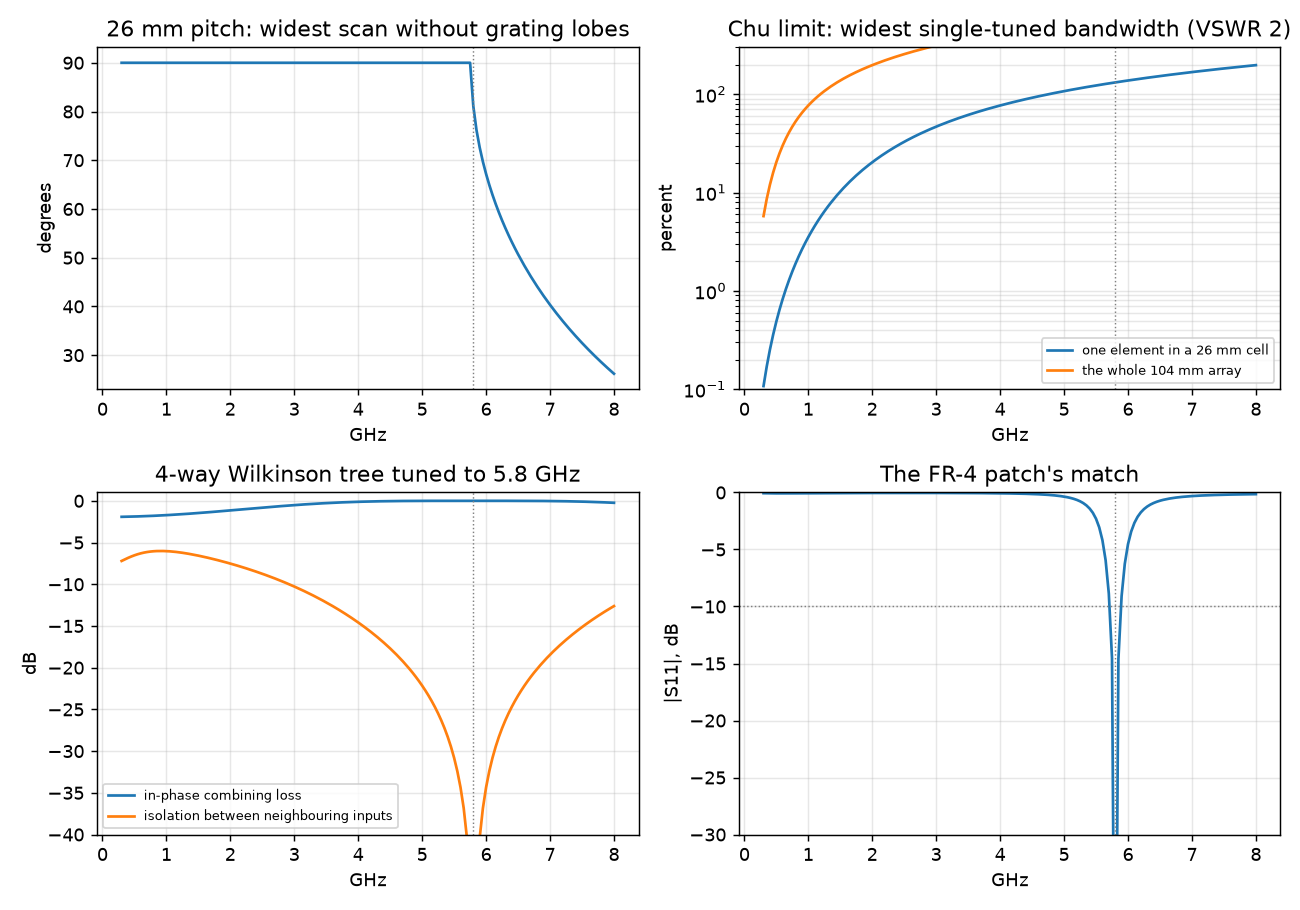 26 mm pitch: widest scan without grating lobes
degrees
90
80
70
60
50
40
30
0 1 2 3 4 5 6 7 8
GHz
Chu limit: widest single-tuned bandwidth (VSWR 2)
percent
10²
10¹
10⁰
10⁻¹
one element in a 26 mm cell
the whole 104 mm array
0 1 2 3 4 5 6 7 8
GHz
4-way Wilkinson tree tuned to 5.8 GHz
dB
0
−5
−10
−15
−20
−25
−30
−35
−40
in-phase combining loss
isolation between neighbouring inputs
0 1 2 3 4 5 6 7 8
GHz
The FR-4 patch's match
|S11|, dB
0
−5
−10
−15
−20
−25
−30
0 1 2 3 4 5 6 7 8
GHz